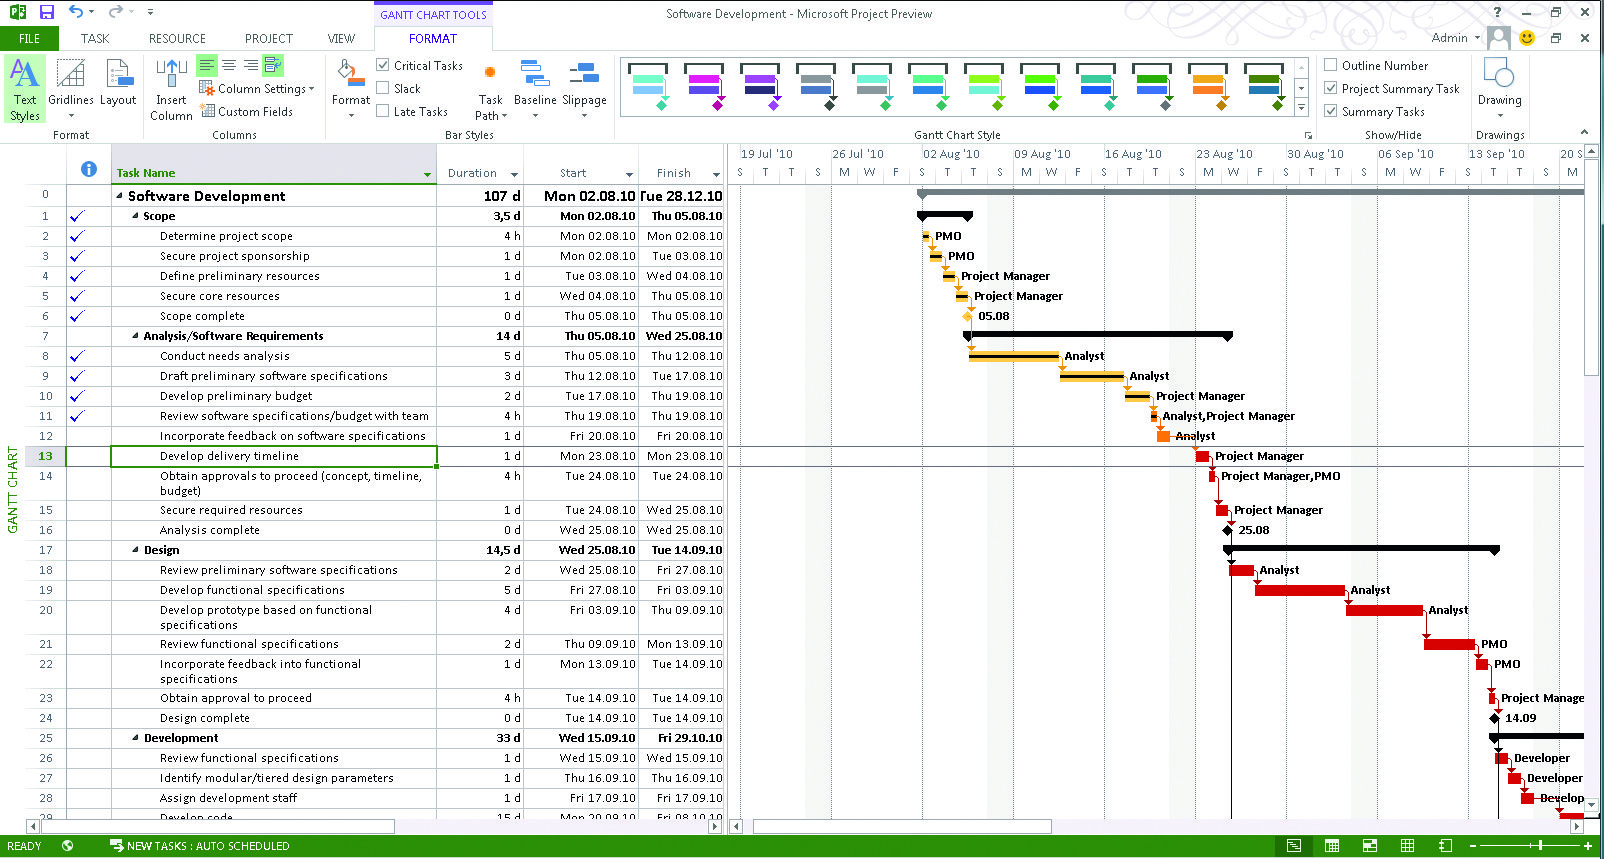 GANTT CHART TOOLS
Software Development - Microsoft Project Preview
?
FILE TASK RESOURCE PROJECT VIEW FORMAT
Admin
Text Styles
Gridlines
Layout
Format
Insert Column
Column Settings
Custom Fields
Columns
Format
Critical Tasks
Slack
Late Tasks
Task Path
Baseline
Slippage
Bar Styles
Gantt Chart Style
Outline Number
Project Summary Task
Summary Tasks
Show/Hide
Drawing
Drawings
Task Name Duration Start Finish
19 Jul '10 26 Jul '10 02 Aug '10 09 Aug '10 16 Aug '10 23 Aug '10 30 Aug '10 06 Sep '10 13 Sep '10 20 S
S T T S M W F S T T S M W F S T T S M W F S T T S M W F S T T S M
0 Software Development 107 d Mon 02.08.10 Tue 28.12.10
1 Scope 3,5 d Mon 02.08.10 Thu 05.08.10
2 Determine project scope 4 h Mon 02.08.10 Mon 02.08.10 PMO
3 Secure project sponsorship 1 d Mon 02.08.10 Tue 03.08.10 PMO
4 Define preliminary resources 1 d Tue 03.08.10 Wed 04.08.10 Project Manager
5 Secure core resources 1 d Wed 04.08.10 Thu 05.08.10 Project Manager
6 Scope complete 0 d Thu 05.08.10 Thu 05.08.10 05.08
7 Analysis/Software Requirements 14 d Thu 05.08.10 Wed 25.08.10
8 Conduct needs analysis 5 d Thu 05.08.10 Thu 12.08.10 Analyst
9 Draft preliminary software specifications 3 d Thu 12.08.10 Tue 17.08.10 Analyst
10 Develop preliminary budget 2 d Tue 17.08.10 Thu 19.08.10 Project Manager
11 Review software specifications/budget with team 4 h Thu 19.08.10 Thu 19.08.10 Analyst,Project Manager
12 Incorporate feedback on software specifications 1 d Fri 20.08.10 Fri 20.08.10 Analyst
13 Develop delivery timeline 1 d Mon 23.08.10 Mon 23.08.10 Project Manager
14 Obtain approvals to proceed (concept, timeline, 4 h Tue 24.08.10 Tue 24.08.10 Project Manager,PMO
budget)
15 Secure required resources 1 d Tue 24.08.10 Wed 25.08.10 Project Manager
16 Analysis complete 0 d Wed 25.08.10 Wed 25.08.10 25.08
17 Design 14,5 d Wed 25.08.10 Tue 14.09.10
18 Review preliminary software specifications 2 d Wed 25.08.10 Fri 27.08.10 Analyst
19 Develop functional specifications 5 d Fri 27.08.10 Fri 03.09.10 Analyst
20 Develop prototype based on functional 4 d Fri 03.09.10 Thu 09.09.10 Analyst
specifications
21 Review functional specifications 2 d Thu 09.09.10 Mon 13.09.10 PMO
22 Incorporate feedback into functional 1 d Mon 13.09.10 Tue 14.09.10 PMO
specifications
23 Obtain approval to proceed 4 h Tue 14.09.10 Tue 14.09.10 Project Manage
24 Design complete 0 d Tue 14.09.10 Tue 14.09.10 14.09
25 Development 33 d Wed 15.09.10 Fri 29.10.10
26 Review functional specifications 1 d Wed 15.09.10 Wed 15.09.10 Developer
27 Identify modular/tiered design parameters 1 d Thu 16.09.10 Thu 16.09.10 Developer
28 Assign development staff 1 d Fri 17.09.10 Fri 17.09.10 Develop
29 Develop code 15 d Mon 20.09.10 Fri 08.10.10
GANTT CHART
READY NEW TASKS : AUTO SCHEDULED